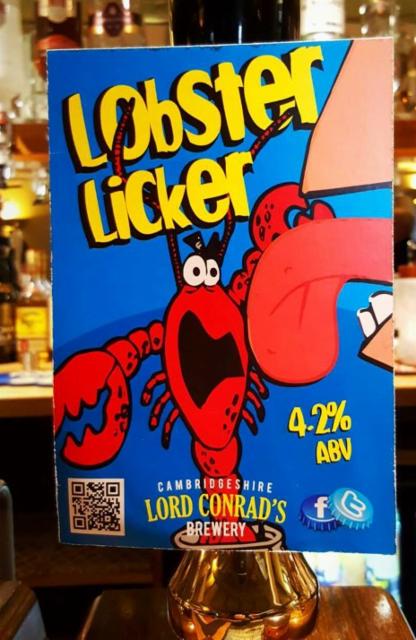 Lobster
Licker
4.2%
ABV
CAMBRIDGESHIRE
LORD CONRAD'S
BREWERY
f t